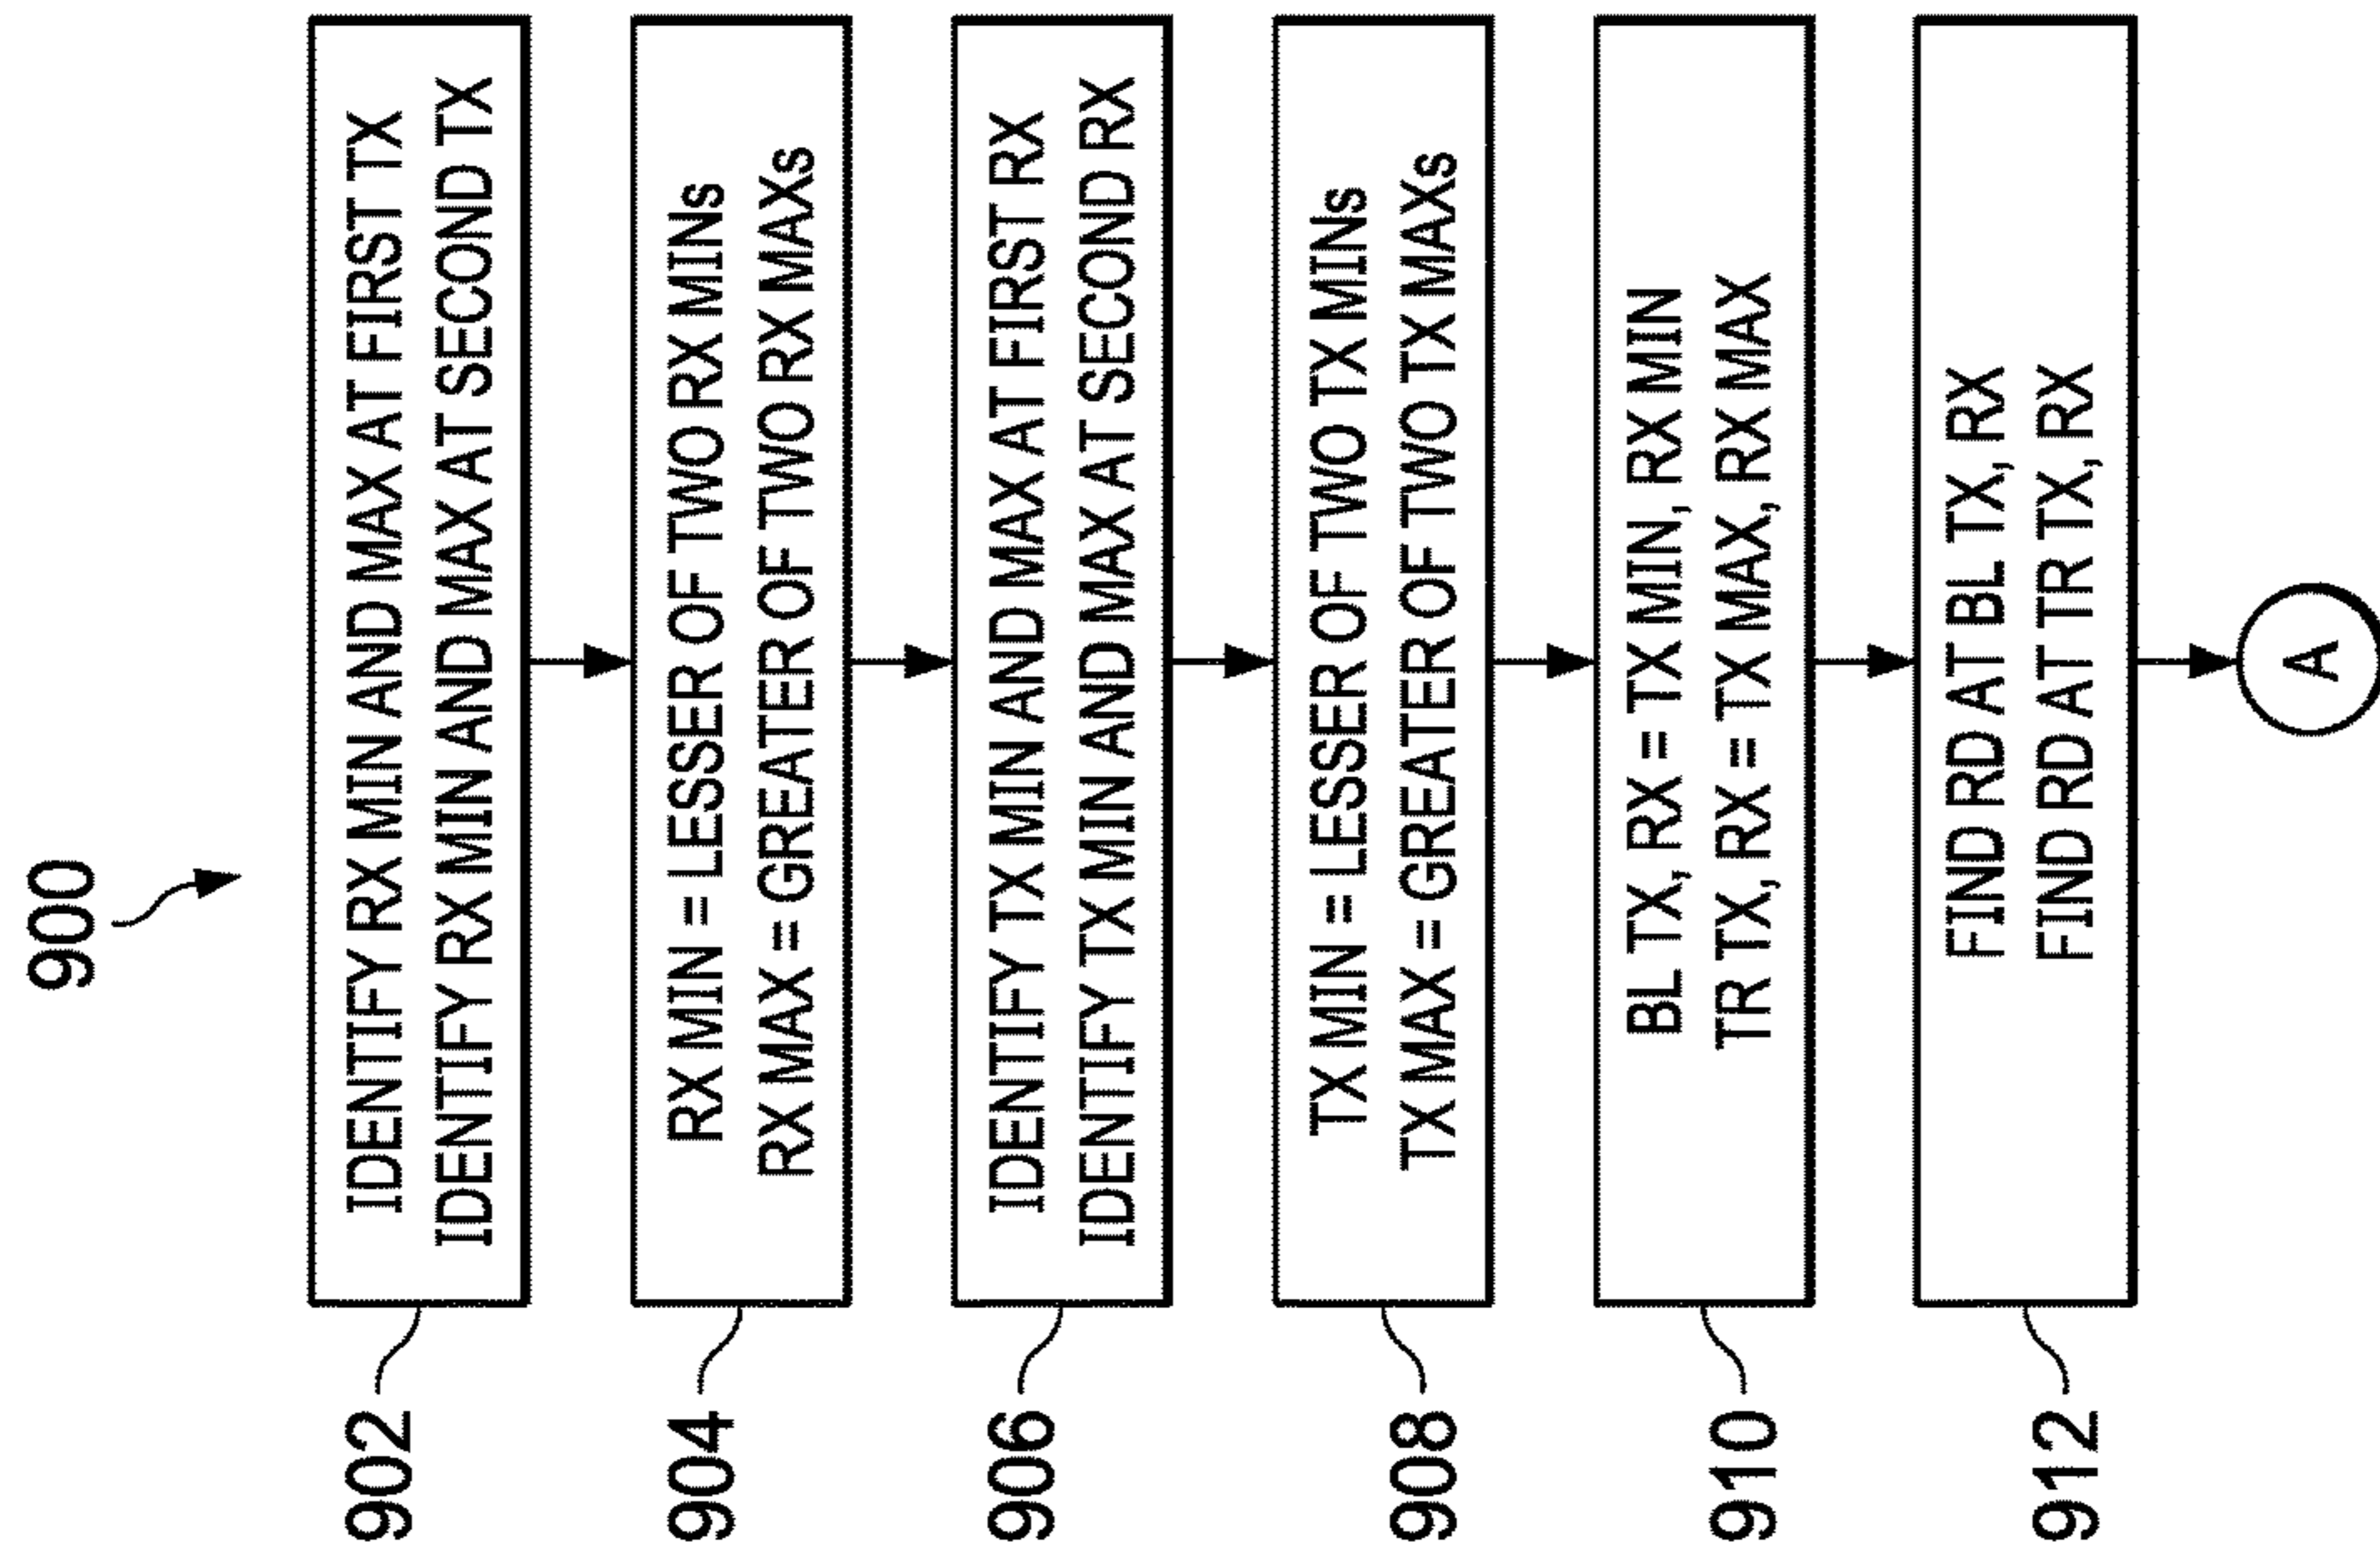 900
902
IDENTIFY RX MIN AND MAX AT FIRST TX
IDENTIFY RX MIN AND MAX AT SECOND TX
904
RX MIN = LESSER OF TWO RX MINs
RX MAX = GREATER OF TWO RX MAXs
906
IDENTIFY TX MIN AND MAX AT FIRST RX
IDENTIFY TX MIN AND MAX AT SECOND RX
908
TX MIN = LESSER OF TWO TX MINs
TX MAX = GREATER OF TWO TX MAXs
910
BL TX, RX = TX MIN, RX MIN
TR TX, RX = TX MAX, RX MAX
912
FIND RD AT BL TX, RX
FIND RD AT TR TX, RX
A